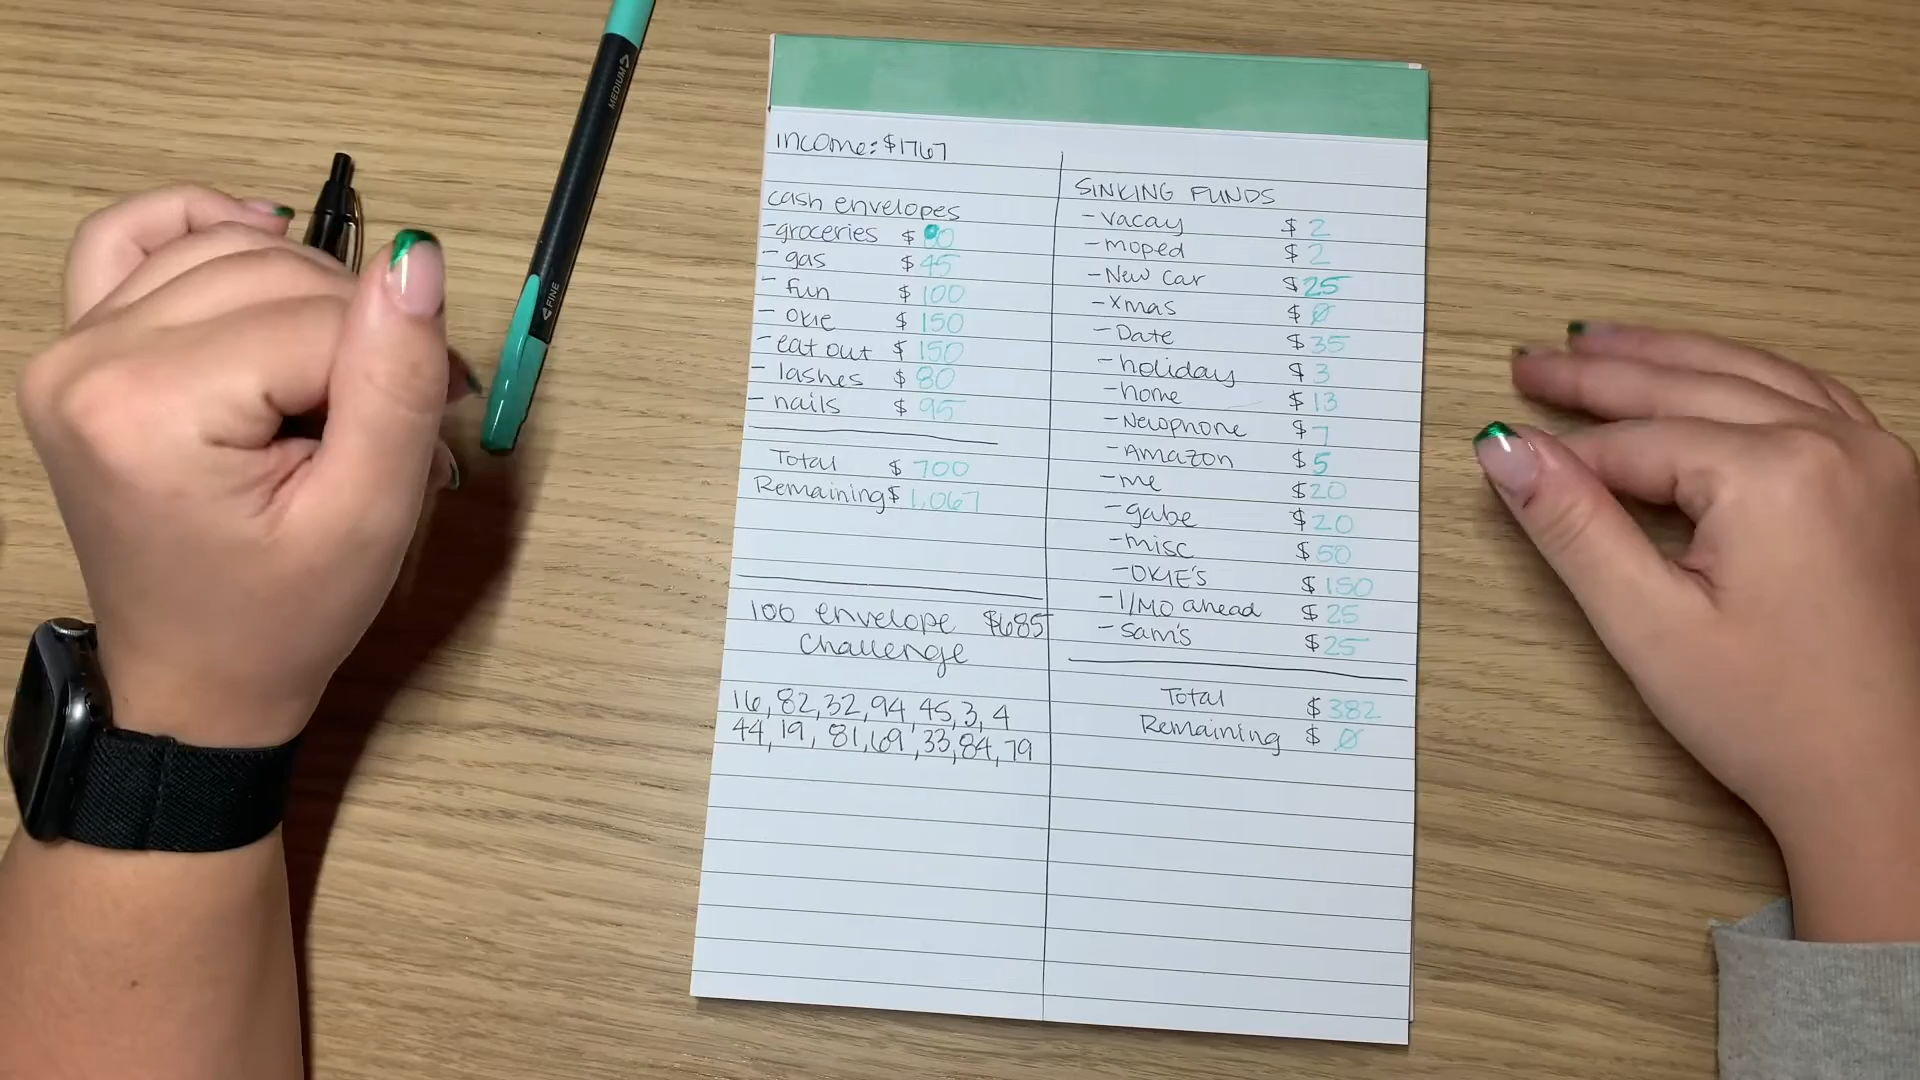 income: $1767
cash envelopes
- groceries $ 80
- gas $ 45
- fun $ 100
- okie $ 150
- eat out $ 150
- lashes $ 80
- nails $ 95
Total $ 700
Remaining $ 1,067
100 envelope $685
Challenge
16, 82, 32, 94, 45, 3, 4
44, 19, 81, 69, 33, 84, 79
SINKING FUNDS
- vacay $ 2
- moped $ 2
- New car $ 25
- Xmas $ 0
- Date $ 35
- holiday $ 3
- home $ 13
- New phone $ 7
- Amazon $ 5
- me $ 20
- gabe $ 20
- misc $ 50
- OKIE'S $ 150
- 1/MO ahead $ 25
- Sam's $ 25
Total $ 382
Remaining $ 0
MEDIUM
FINE